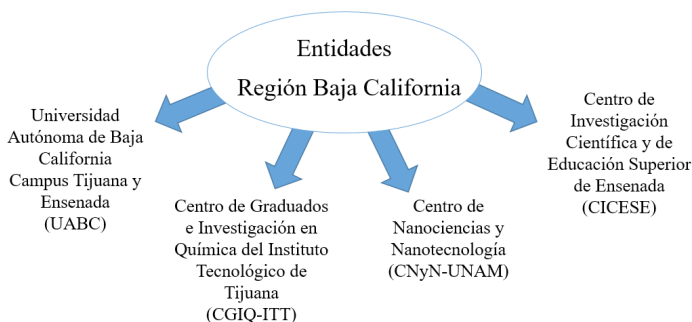 Entidades
Región Baja California
Universidad
Autónoma de Baja
California
Campus Tijuana y
Ensenada
(UABC)
Centro de Graduados
e Investigación en
Química del Instituto
Tecnológico de
Tijuana
(CGIQ-ITT)
Centro de
Nanociencias y
Nanotecnología
(CNyN-UNAM)
Centro de
Investigación
Científica y de
Educación Superior
de Ensenada
(CICESE)